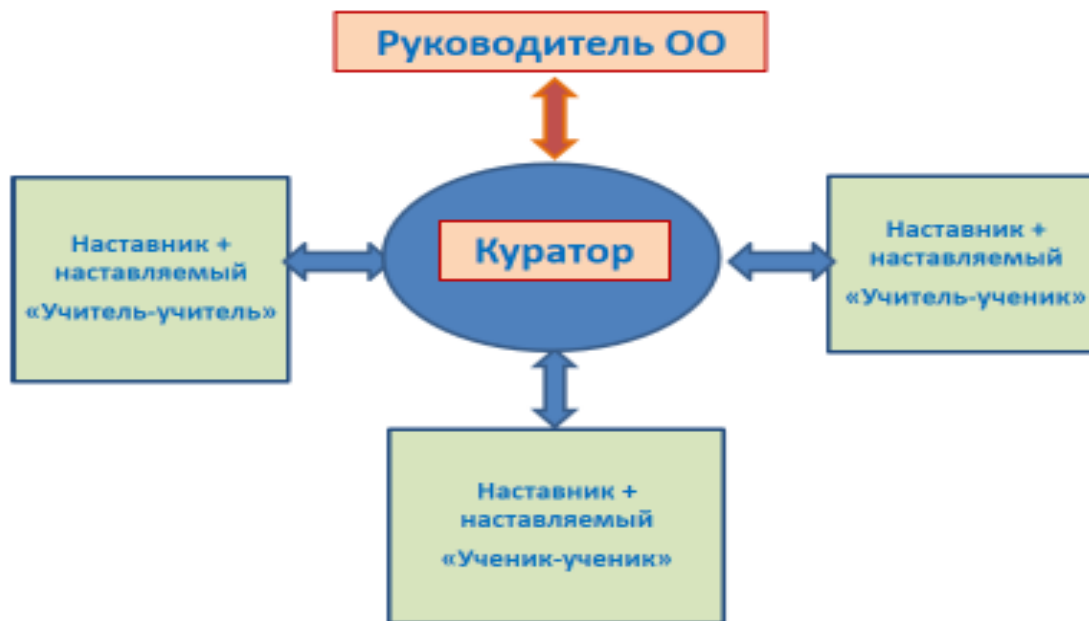 Руководитель ОО
Куратор
Наставник +
наставляемый
«Учитель-учитель»
Наставник +
наставляемый
«Учитель-ученик»
Наставник +
наставляемый
«Ученик-ученик»